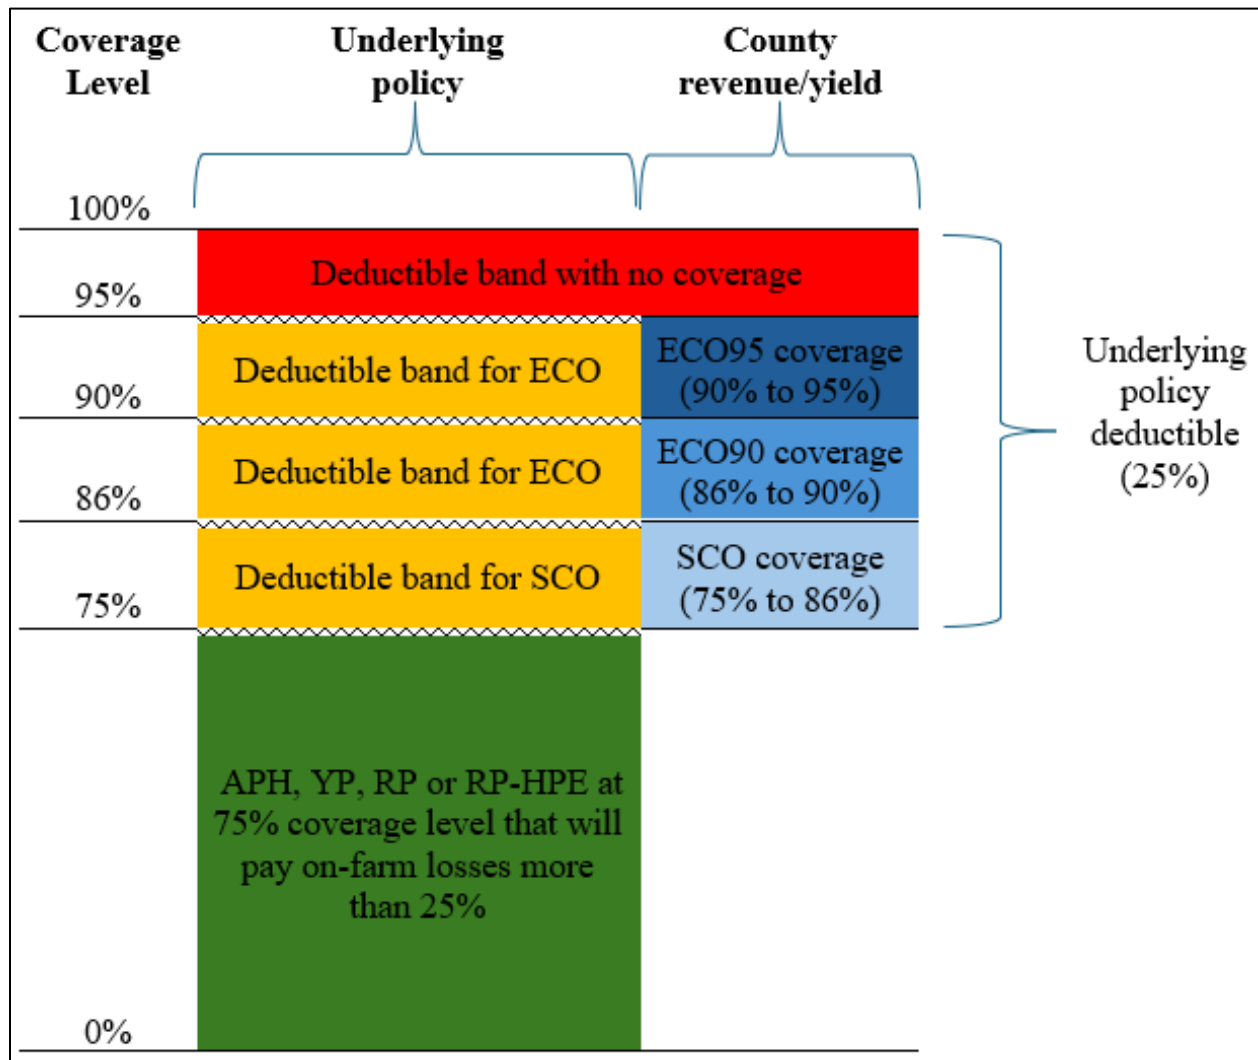 Coverage
Level
Underlying
policy
County
revenue/yield
100%
Deductible band with no coverage
95%
Deductible band for ECO
ECO95 coverage
(90% to 95%)
90%
Deductible band for ECO
ECO90 coverage
(86% to 90%)
86%
Deductible band for SCO
SCO coverage
(75% to 86%)
75%
Underlying
policy
deductible
(25%)
APH, YP, RP or RP-HPE at
75% coverage level that will
pay on-farm losses more
than 25%
0%